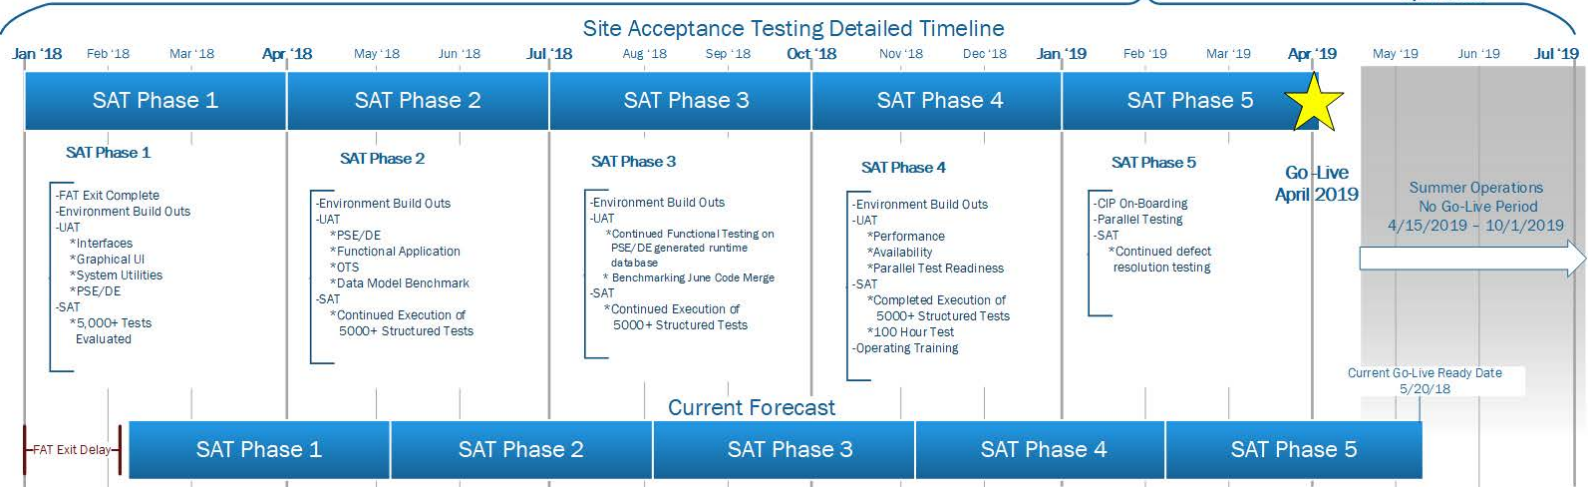 Site Acceptance Testing Detailed Timeline
Jan '18 Feb '18 Mar '18 Apr '18 May '18 Jun '18 Jul '18 Aug '18 Sep '18 Oct '18 Nov '18 Dec '18 Jan '19 Feb '19 Mar '19 Apr '19 May '19 Jun '19 Jul '19
SAT Phase 1 SAT Phase 2 SAT Phase 3 SAT Phase 4 SAT Phase 5
SAT Phase 1
-FAT Exit Complete
-Environment Build Outs
-UAT
*Interfaces
*Graphical UI
*System Utilities
*PSE/DE
-SAT
*5,000+ Tests
Evaluated
SAT Phase 2
-Environment Build Outs
-UAT
*PSE/DE
*Functional Application
*OTS
*Data Model Benchmark
-SAT
*Continued Execution of
5000+ Structured Tests
SAT Phase 3
-Environment Build Outs
-UAT
*Continued Functional Testing on
PSE/DE generated runtime
database
* Benchmarking June Code Merge
-SAT
*Continued Execution of
5000+ Structured Tests
SAT Phase 4
-Environment Build Outs
-UAT
*Performance
*Availability
*Parallel Test Readiness
-SAT
*Completed Execution of
5000+ Structured Tests
*100 Hour Test
-Operating Training
SAT Phase 5
-CIP On-Boarding
-Parallel Testing
-SAT
*Continued defect
resolution testing
Go-Live
April 2019
Summer Operations
No Go-Live Period
4/15/2019 – 10/1/2019
Current Go-Live Ready Date
5/20/18
Current Forecast
FAT Exit Delay
SAT Phase 1 SAT Phase 2 SAT Phase 3 SAT Phase 4 SAT Phase 5